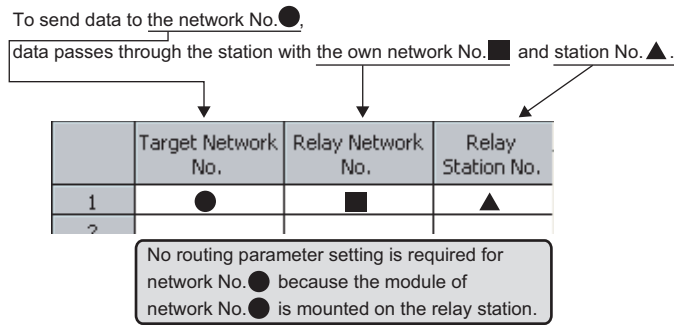 To send data to the network No.●,
data passes through the station with the own network No.■ and station No.▲.
Target Network No.
Relay Network No.
Relay Station No.
1 ● ■ ▲
2
No routing parameter setting is required for
network No.● because the module of
network No.● is mounted on the relay station.